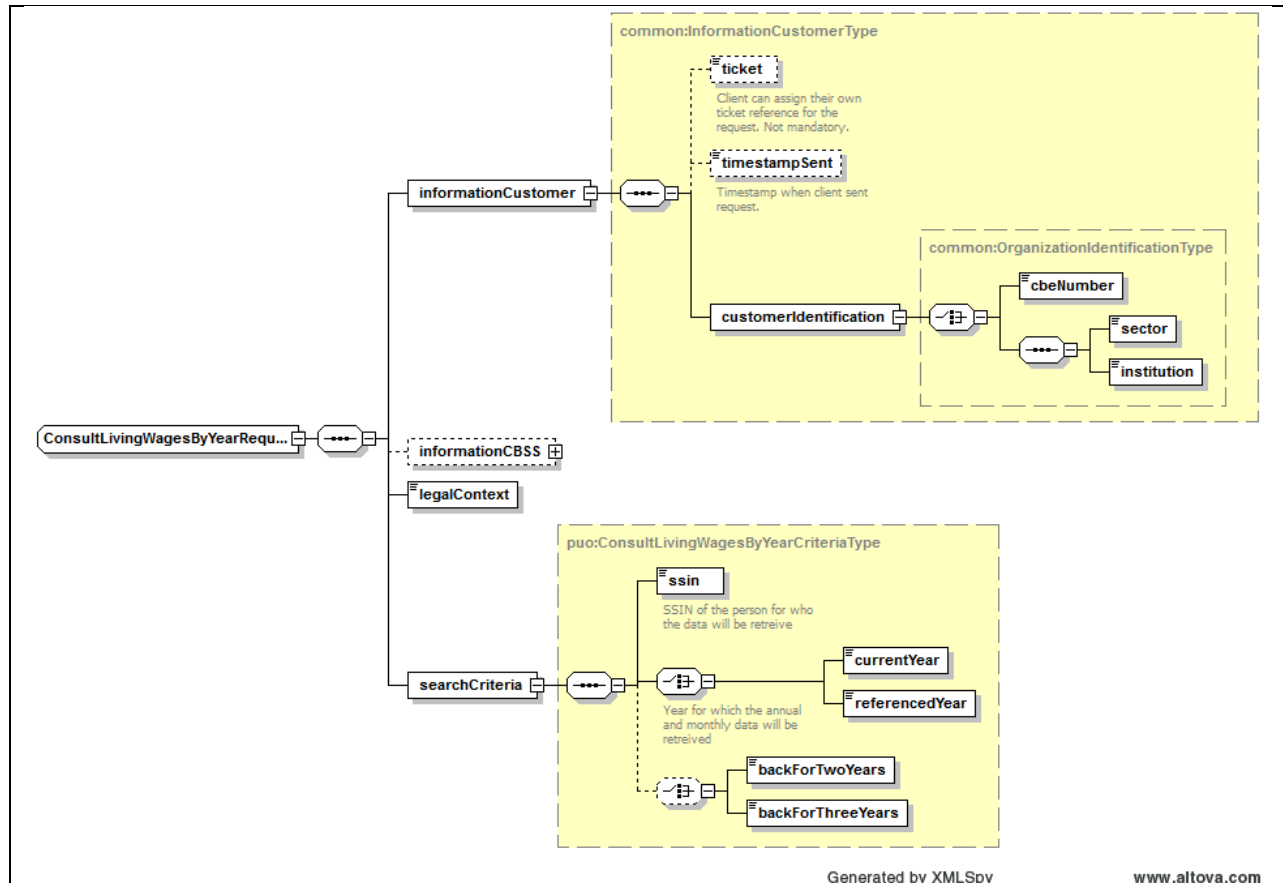 common:InformationCustomerType
ticket
Client can assign their own
ticket reference for the
request. Not mandatory.
timestampSent
Timestamp when client sent
request.
informationCustomer
common:OrganizationIdentificationType
cbeNumber
customerIdentification
sector
institution
ConsultLivingWagesByYearRequ...
informationCBSS
legalContext
puo:ConsultLivingWagesByYearCriteriaType
ssin
SSIN of the person for who
the data will be retreive
searchCriteria
currentYear
referencedYear
Year for which the annual
and monthly data will be
retreived
backForTwoYears
backForThreeYears
Generated by XMLSpy
www.altova.com